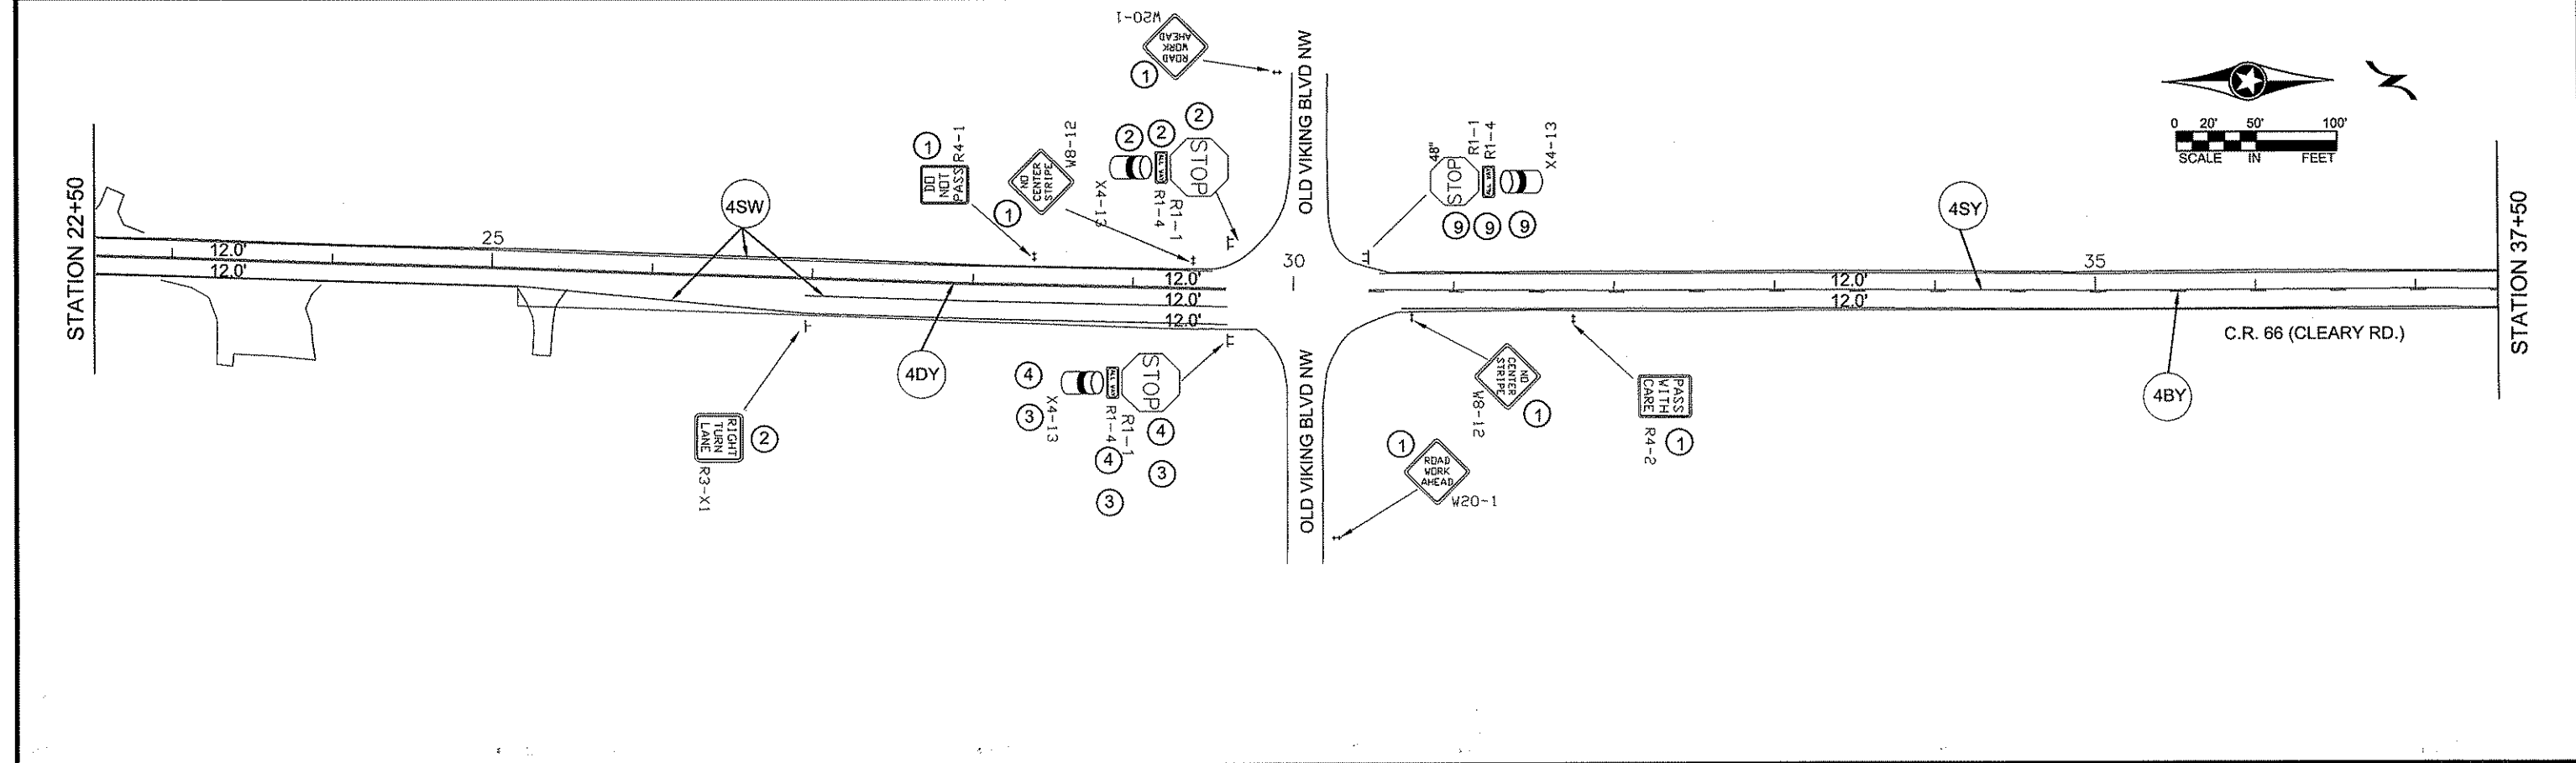 STATION 22+50
12.0'
12.0'
25
4SW
4DY
1
DO
NOT
PASS
R4-1
1
NO
CENTER
STRIPE
W8-12
W20-1
ROAD
WORK
AHEAD
1
2
2
2
ALL WAY
STOP
X4-13
R1-4
R1-1
OLD VIKING BLVD NW
48"
STOP
ALL WAY
R1-1
R1-4
X4-13
9
9
9
30
12.0'
12.0'
12.0'
RIGHT
TURN
LANE
2
R3-X1
4
3
X4-13
ALL WAY
STOP
R1-4
R1-1
4
4
3
3
OLD VIKING BLVD NW
NO
CENTER
STRIPE
W8-12
1
1
ROAD
WORK
AHEAD
W20-1
PASS
WITH
CARE
R4-2
1
12.0'
12.0'
4SY
35
4BY
C.R. 66 (CLEARY RD.)
N
0 20' 50' 100'
SCALE IN FEET
STATION 37+50